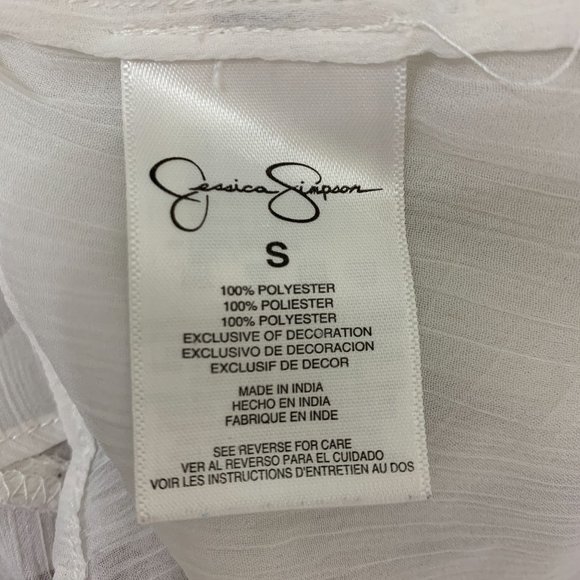 Jessica Simpson
S
100% POLYESTER
100% POLIESTER
100% POLYESTER
EXCLUSIVE OF DECORATION
EXCLUSIVO DE DECORACION
EXCLUSIF DE DECOR
MADE IN INDIA
HECHO EN INDIA
FABRIQUE EN INDE
SEE REVERSE FOR CARE
VER AL REVERSO PARA EL CUIDADO
VOIR LES INSTRUCTIONS D'ENTRETIEN AU DOS